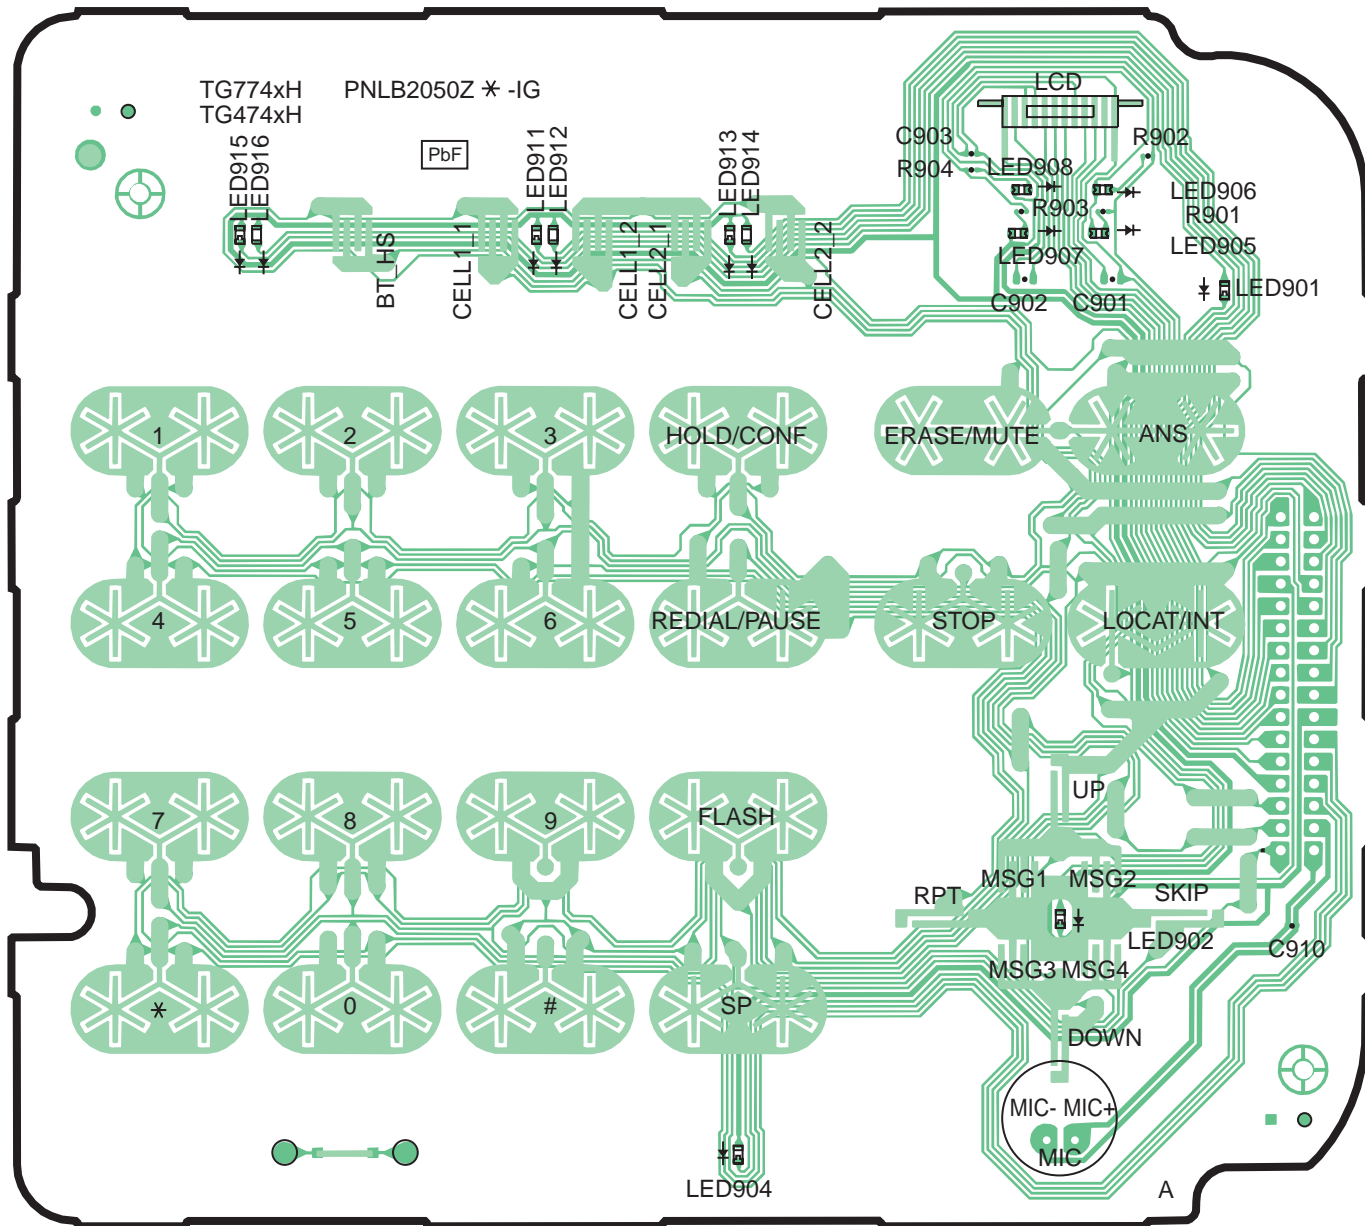 TG774xH PNLB2050Z * -IG
TG474xH
PbF
LCD
C903
R902
R904
LED908
LED915
LED916
LED911
LED912
LED913
LED914
LED906
R903
R901
LED905
LED907
LED901
C902 C901
BT_HS
CELL1_1
CELL1_2
CELL2_1
CELL2_2
1 2 3 HOLD/CONF ERASE/MUTE ANS
4 5 6 REDIAL/PAUSE STOP LOCAT/INT
UP
7 8 9 FLASH
MSG1 MSG2
RPT SKIP
LED902
C910
MSG3 MSG4
* 0 # SP
DOWN
MIC- MIC+
MIC
LED904
A